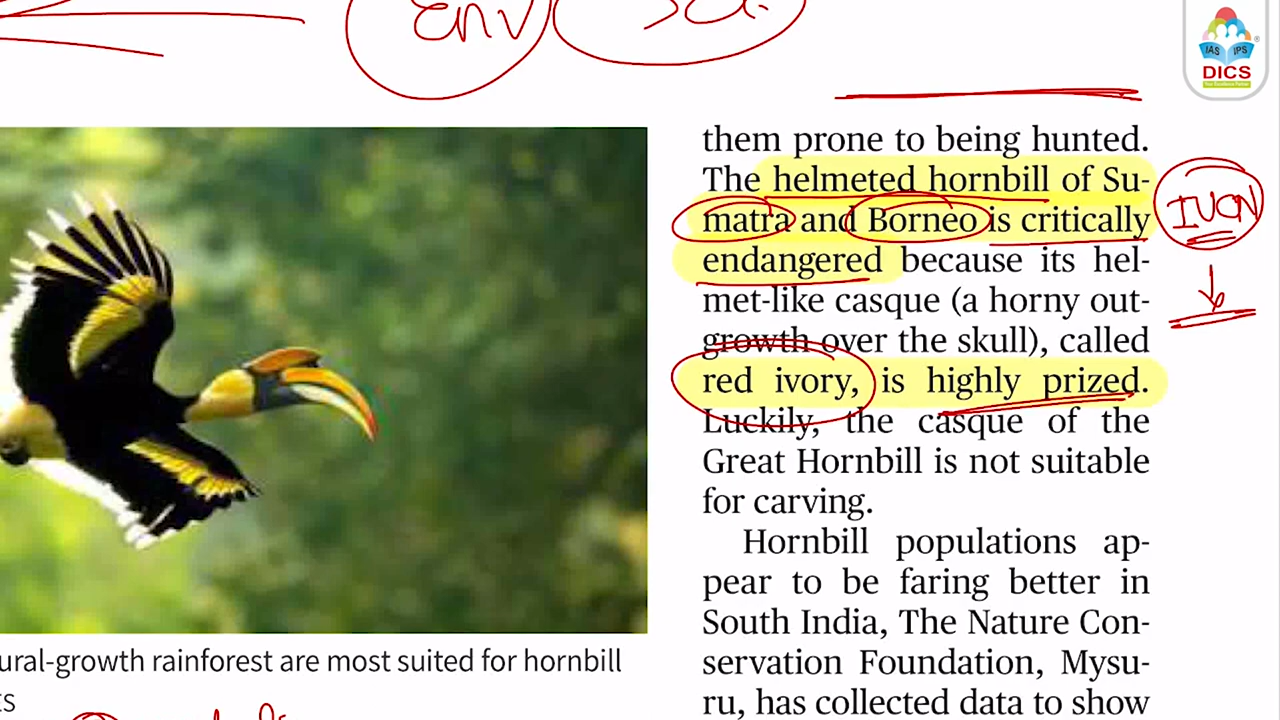 Env
IAS IPS
DICS
them prone to being hunted.
The helmeted hornbill of Su-
matra and Borneo is critically
endangered because its hel-
met-like casque (a horny out-
growth over the skull), called
red ivory, is highly prized.
Luckily, the casque of the
Great Hornbill is not suitable
for carving.
Hornbill populations ap-
pear to be faring better in
South India, The Nature Con-
servation Foundation, Mysu-
ru, has collected data to show
IUCN
ural-growth rainforest are most suited for hornbill